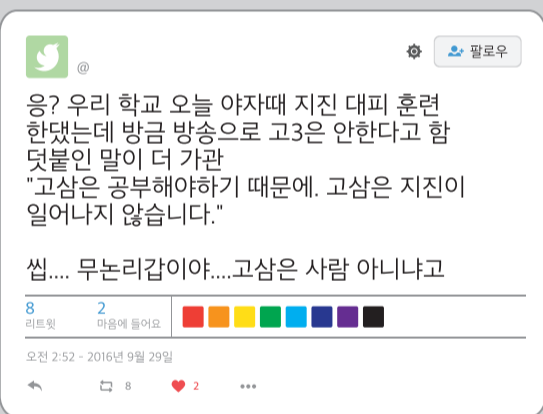 @
팔로우
응? 우리 학교 오늘 야자때 지진 대피 훈련
한댔는데 방금 방송으로 고3은 안한다고 함
덧붙인 말이 더 가관
"고삼은 공부해야하기 때문에. 고삼은 지진이
일어나지 않습니다."
씹.... 무논리갑이야....고삼은 사람 아니냐고
8 2
리트윗 마음에 들어요
오전 2:52 - 2016년 9월 29일
8 2